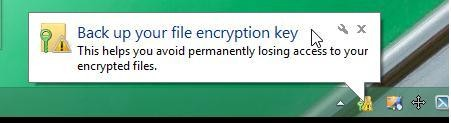 Back up your file encryption key
This helps you avoid permanently losing access to your
encrypted files.